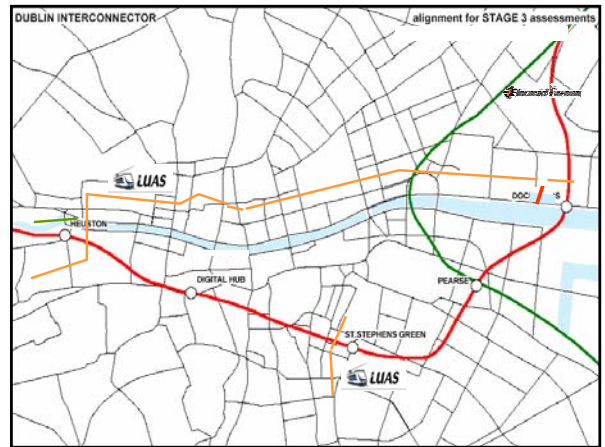 DUBLIN INTERCONNECTOR
alignment for STAGE 3 assessments
LUAS
HEUSTON
DIGITAL HUB
PEARSE
ST.STEPHENS GREEN
LUAS